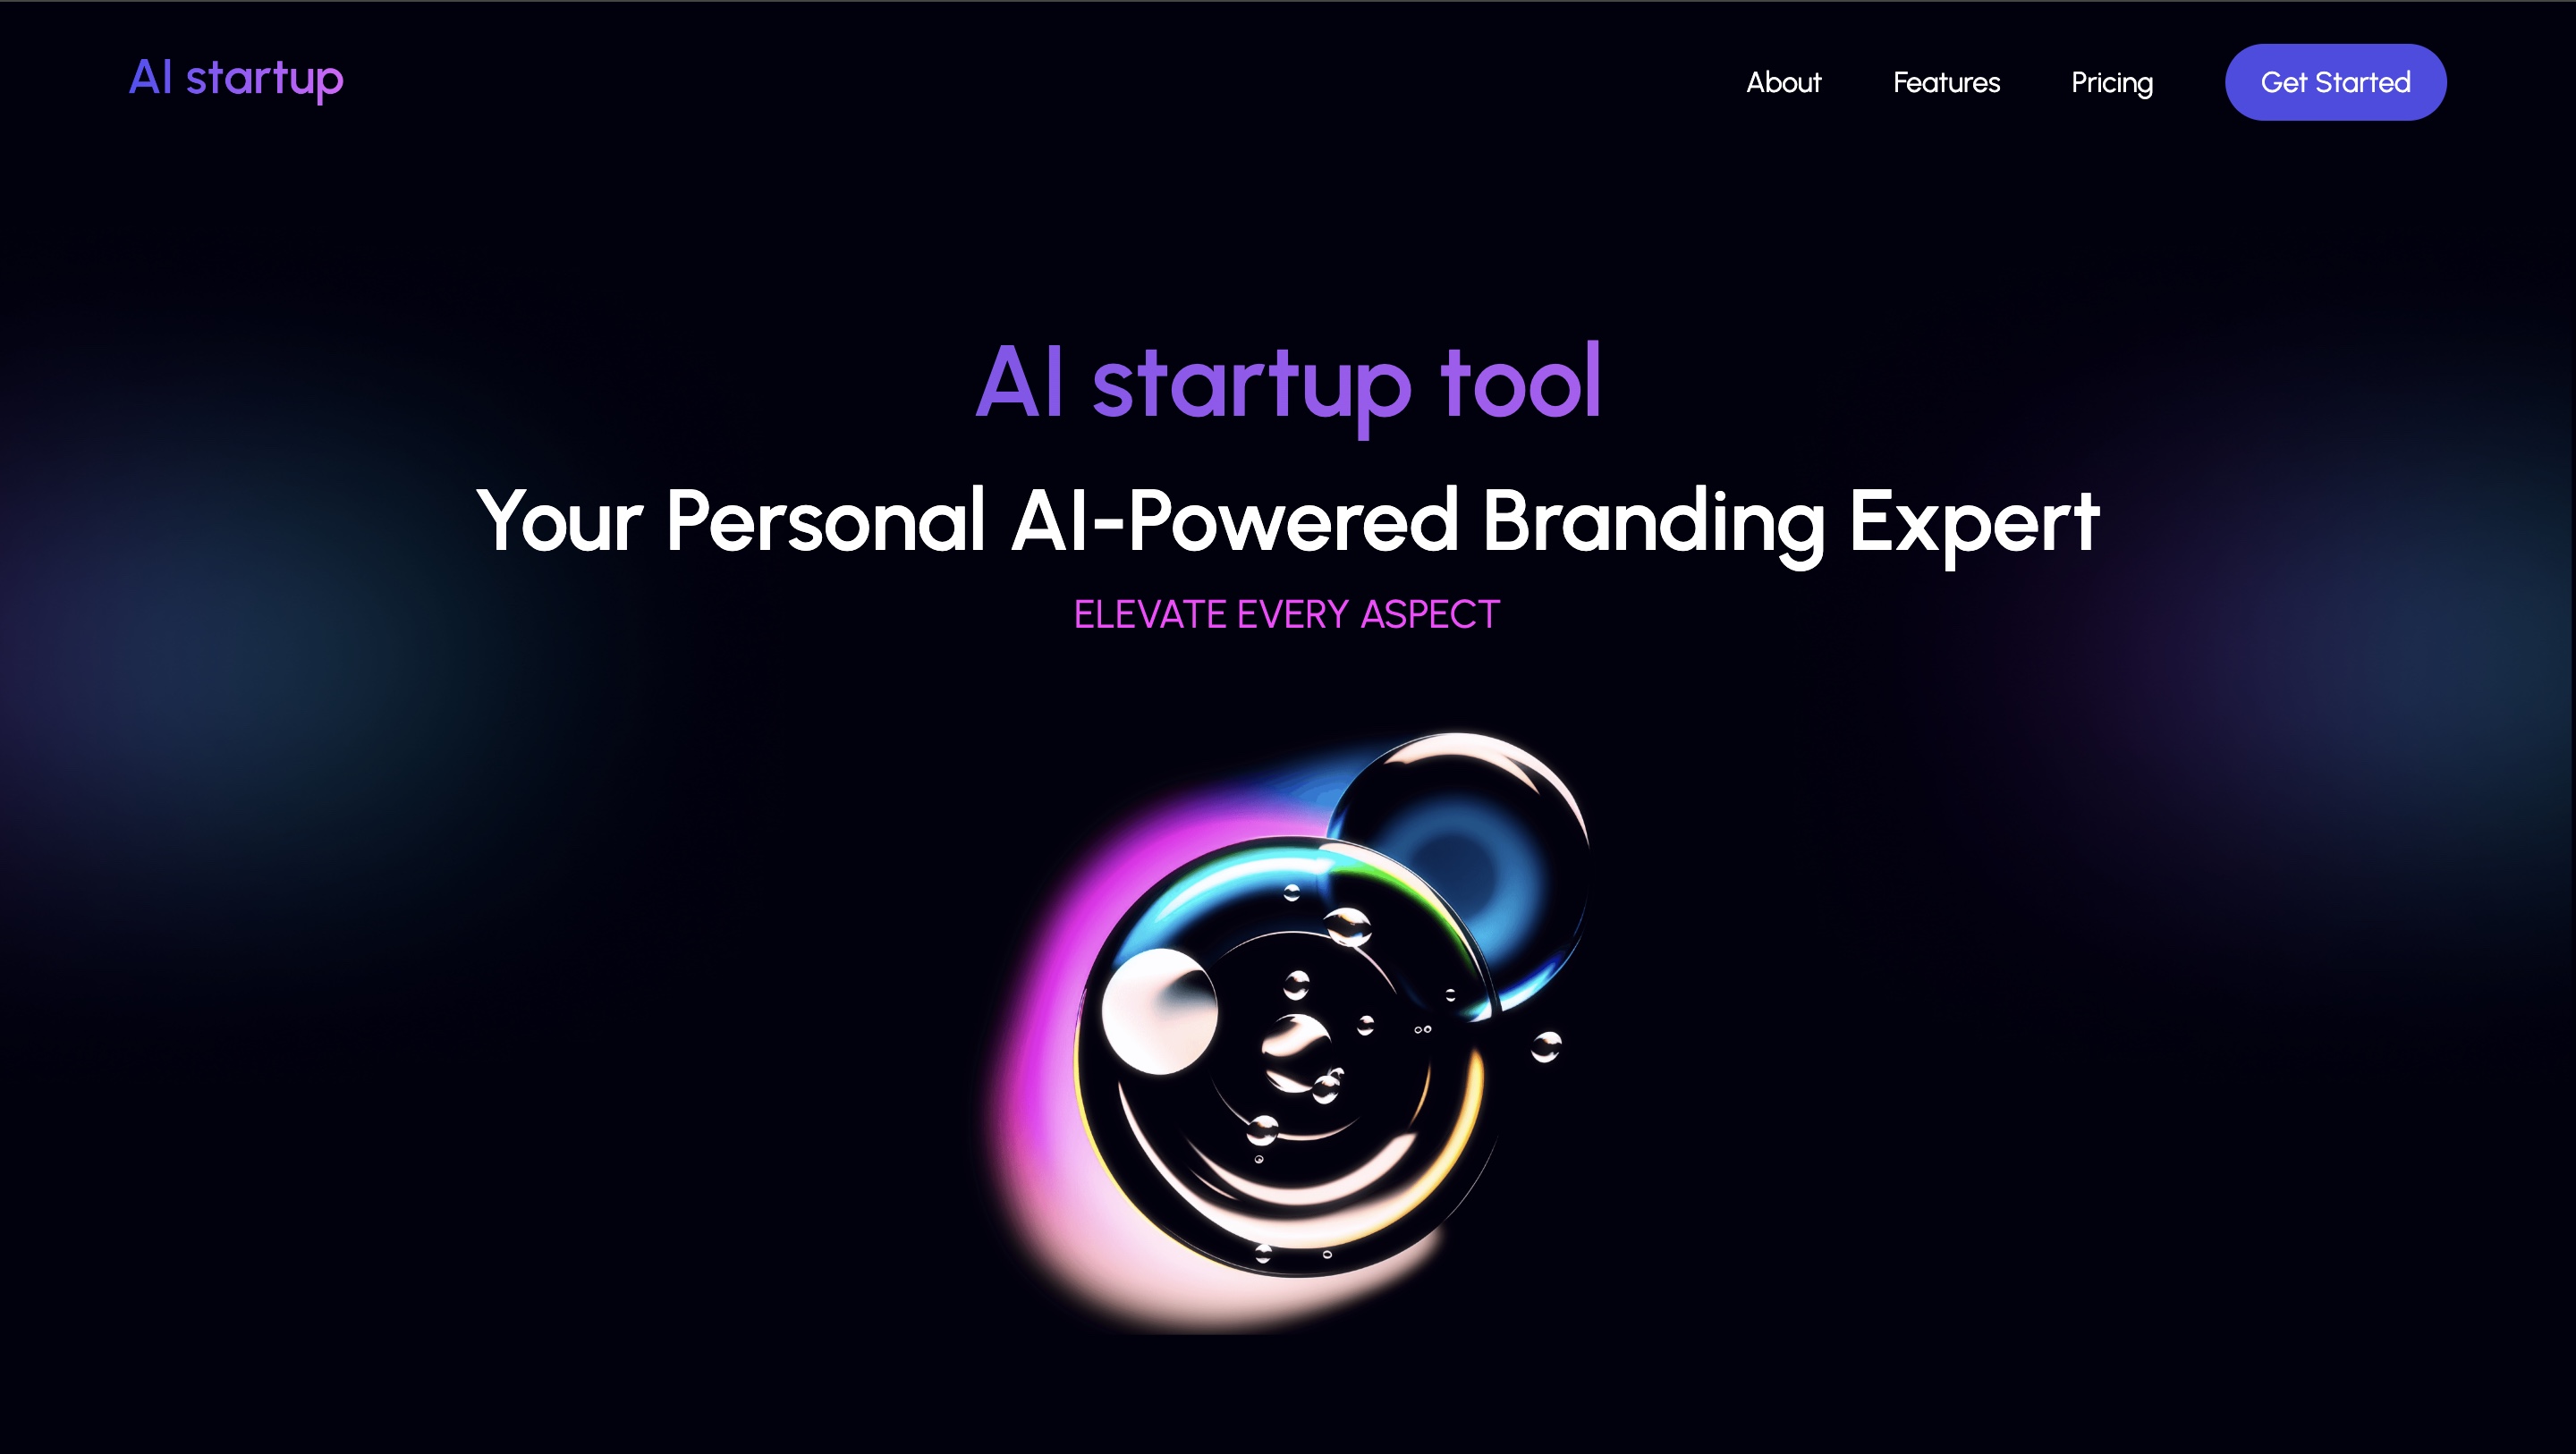 AI startup
About Features Pricing Get Started
AI startup tool
Your Personal AI-Powered Branding Expert
ELEVATE EVERY ASPECT